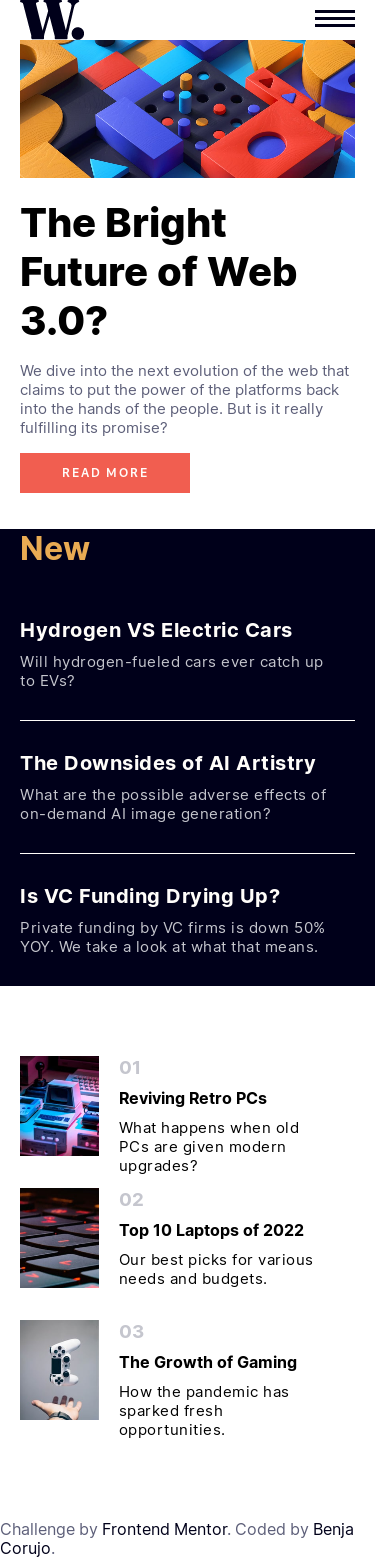 W.
The Bright
Future of Web
3.0?
We dive into the next evolution of the web that
claims to put the power of the platforms back
into the hands of the people. But is it really
fulfilling its promise?
READ MORE
New
Hydrogen VS Electric Cars
Will hydrogen-fueled cars ever catch up
to EVs?
The Downsides of AI Artistry
What are the possible adverse effects of
on-demand AI image generation?
Is VC Funding Drying Up?
Private funding by VC firms is down 50%
YOY. We take a look at what that means.
01
Reviving Retro PCs
What happens when old
PCs are given modern
upgrades?
02
Top 10 Laptops of 2022
Our best picks for various
needs and budgets.
03
The Growth of Gaming
How the pandemic has
sparked fresh
opportunities.
Challenge by Frontend Mentor. Coded by Benja
Corujo.